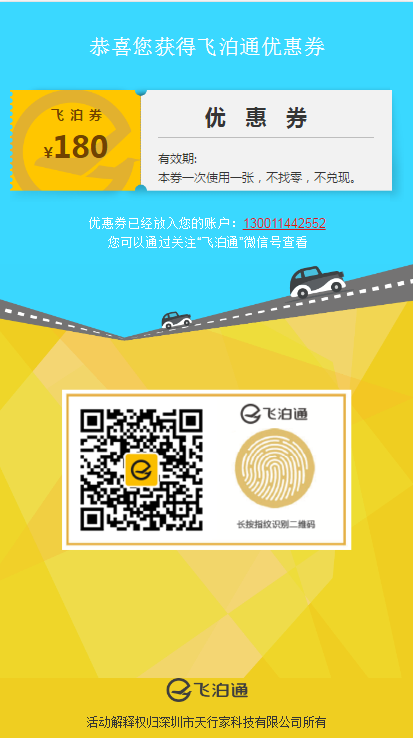 恭喜您获得飞泊通优惠券
飞泊券
¥180
优惠券
有效期:
本券一次使用一张，不找零，不兑现。
优惠券已经放入您的账户：130011442552
您可以通过关注“飞泊通”微信号查看
飞泊通
长按指纹识别二维码
飞泊通
活动解释权归深圳市天行家科技有限公司所有